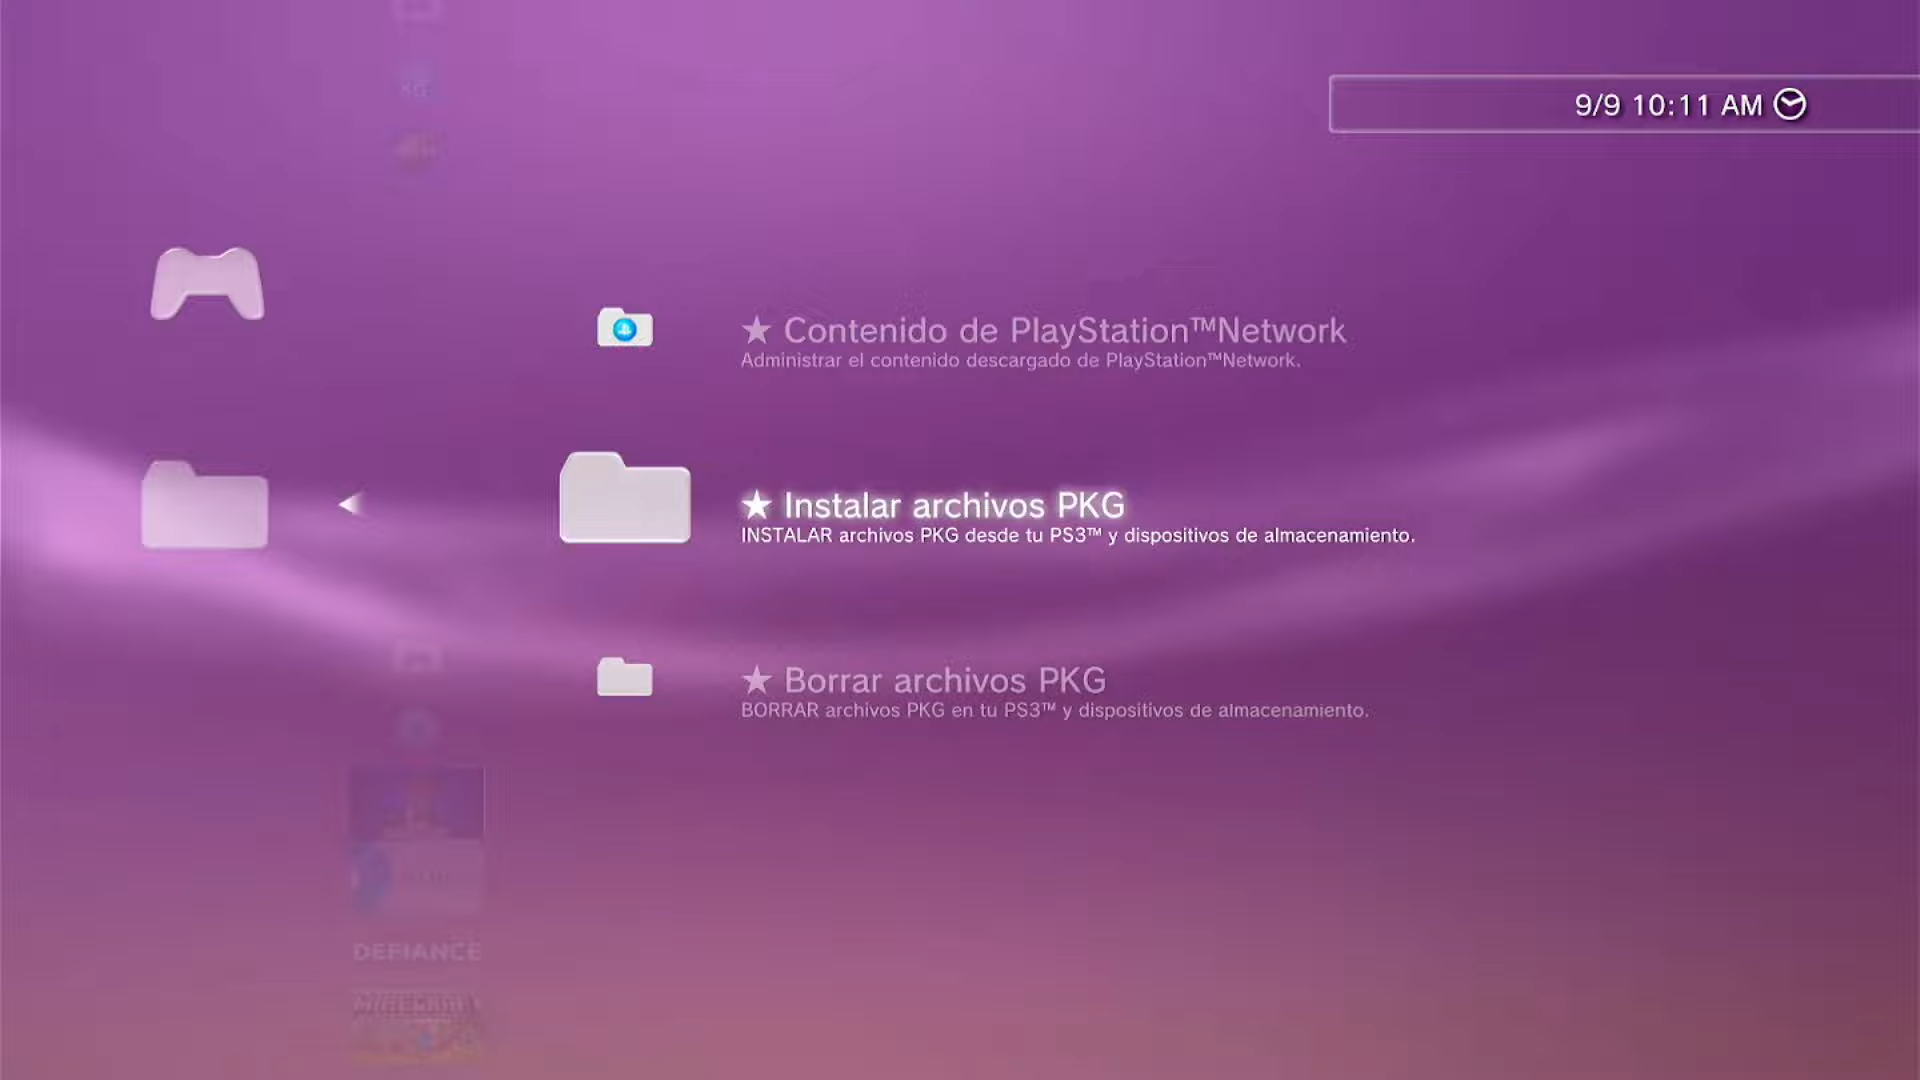 9/9 10:11 AM
★ Contenido de PlayStation™Network
Administrar el contenido descargado de PlayStation™Network.
★ Instalar archivos PKG
INSTALAR archivos PKG desde tu PS3™ y dispositivos de almacenamiento.
★ Borrar archivos PKG
BORRAR archivos PKG en tu PS3™ y dispositivos de almacenamiento.
DEFIANCE
MINECRAFT